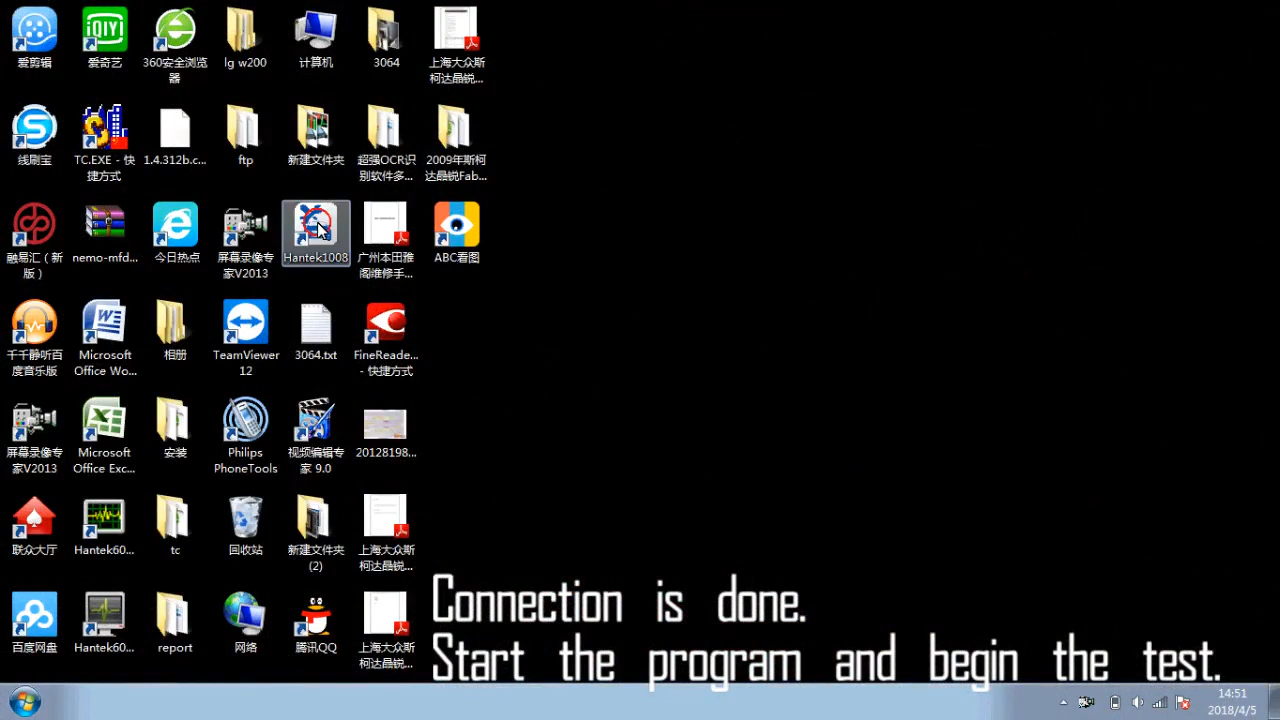 爱剪辑
爱奇艺
360安全浏览
器
lg w200
计算机
3064
上海大众斯
柯达晶锐...
线刷宝
TC.EXE - 快
捷方式
1.4.312b.c...
ftp
新建文件夹
超强OCR识
别软件多...
2009年斯柯
达晶锐Fab...
融易汇（新
版）
nemo-mfd...
今日热点
屏幕录像专
家V2013
Hantek1008
广州本田雅
阁维修手...
ABC看图
千千静听百
度音乐版
Microsoft
Office Wo...
相册
TeamViewer
12
3064.txt
FineReade...
- 快捷方式
屏幕录像专
家V2013
Microsoft
Office Exc...
安装
Philips
PhoneTools
视频编辑专
家 9.0
20128198...
联众大厅
Hantek60...
tc
回收站
新建文件夹
(2)
上海大众斯
柯达晶锐...
百度网盘
Hantek60...
report
网络
腾讯QQ
上海大众斯
柯达晶锐...
iQIYI
Connection is done.
Start the program and begin the test.
14:51
2018/4/5